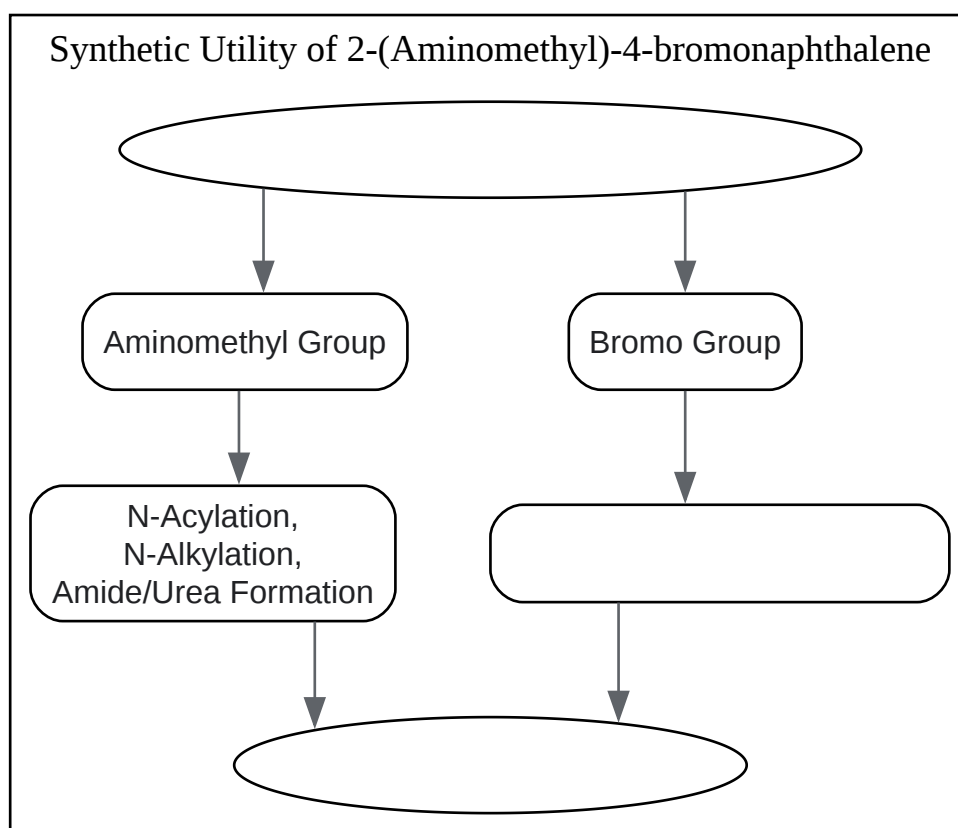 Synthetic Utility of 2-(Aminomethyl)-4-bromonaphthalene
Aminomethyl Group
Bromo Group
N-Acylation,
N-Alkylation,
Amide/Urea Formation